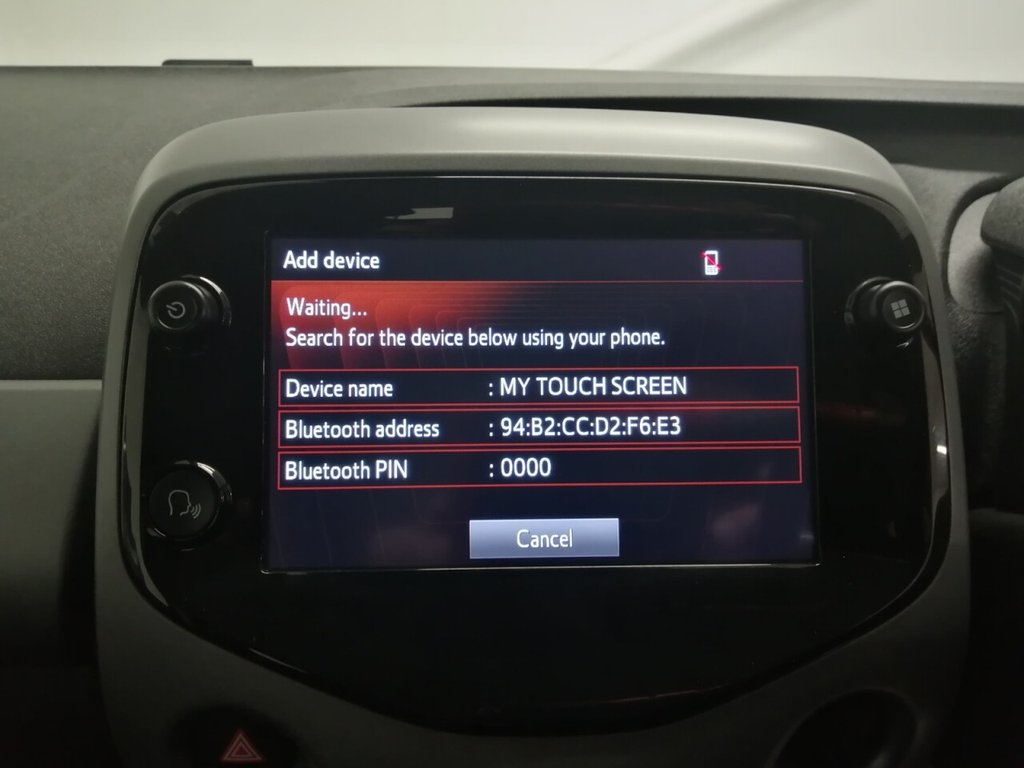 Add device
Waiting...
Search for the device below using your phone.
Device name : MY TOUCH SCREEN
Bluetooth address : 94:B2:CC:D2:F6:E3
Bluetooth PIN : 0000
Cancel